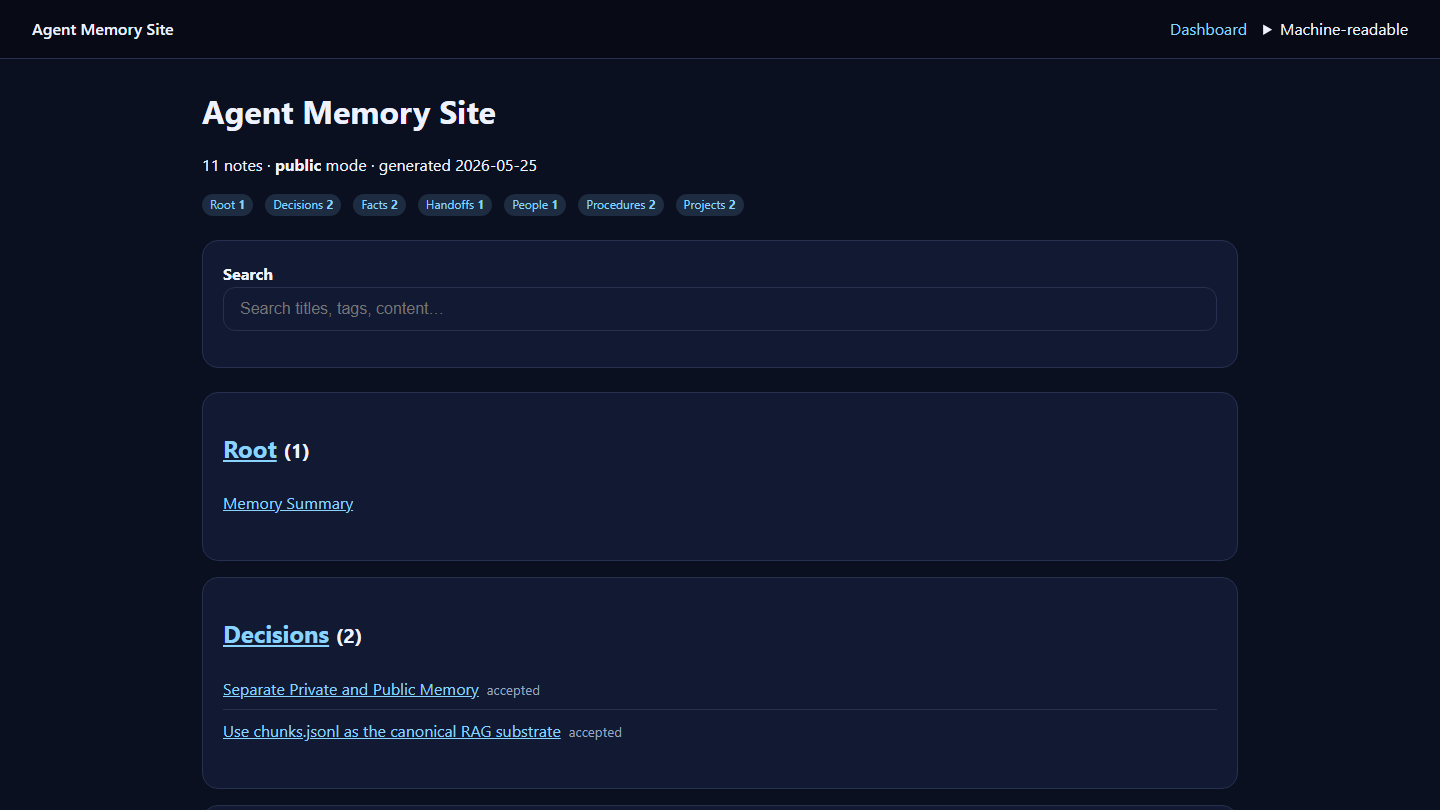 Agent Memory Site
Dashboard ▶ Machine-readable
Agent Memory Site
11 notes · public mode · generated 2026-05-25
Root 1 Decisions 2 Facts 2 Handoffs 1 People 1 Procedures 2 Projects 2
Search
Search titles, tags, content…
Root (1)
Memory Summary
Decisions (2)
Separate Private and Public Memory accepted
Use chunks.jsonl as the canonical RAG substrate accepted